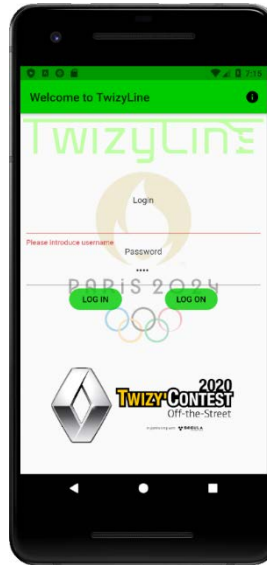 7:15
Welcome to TwizyLine
TwizyLine
Login
Please introduce username
Password
PARiS 2024
LOG IN
LOG ON
2020
TWIZY'CONTEST
Off-the-Street